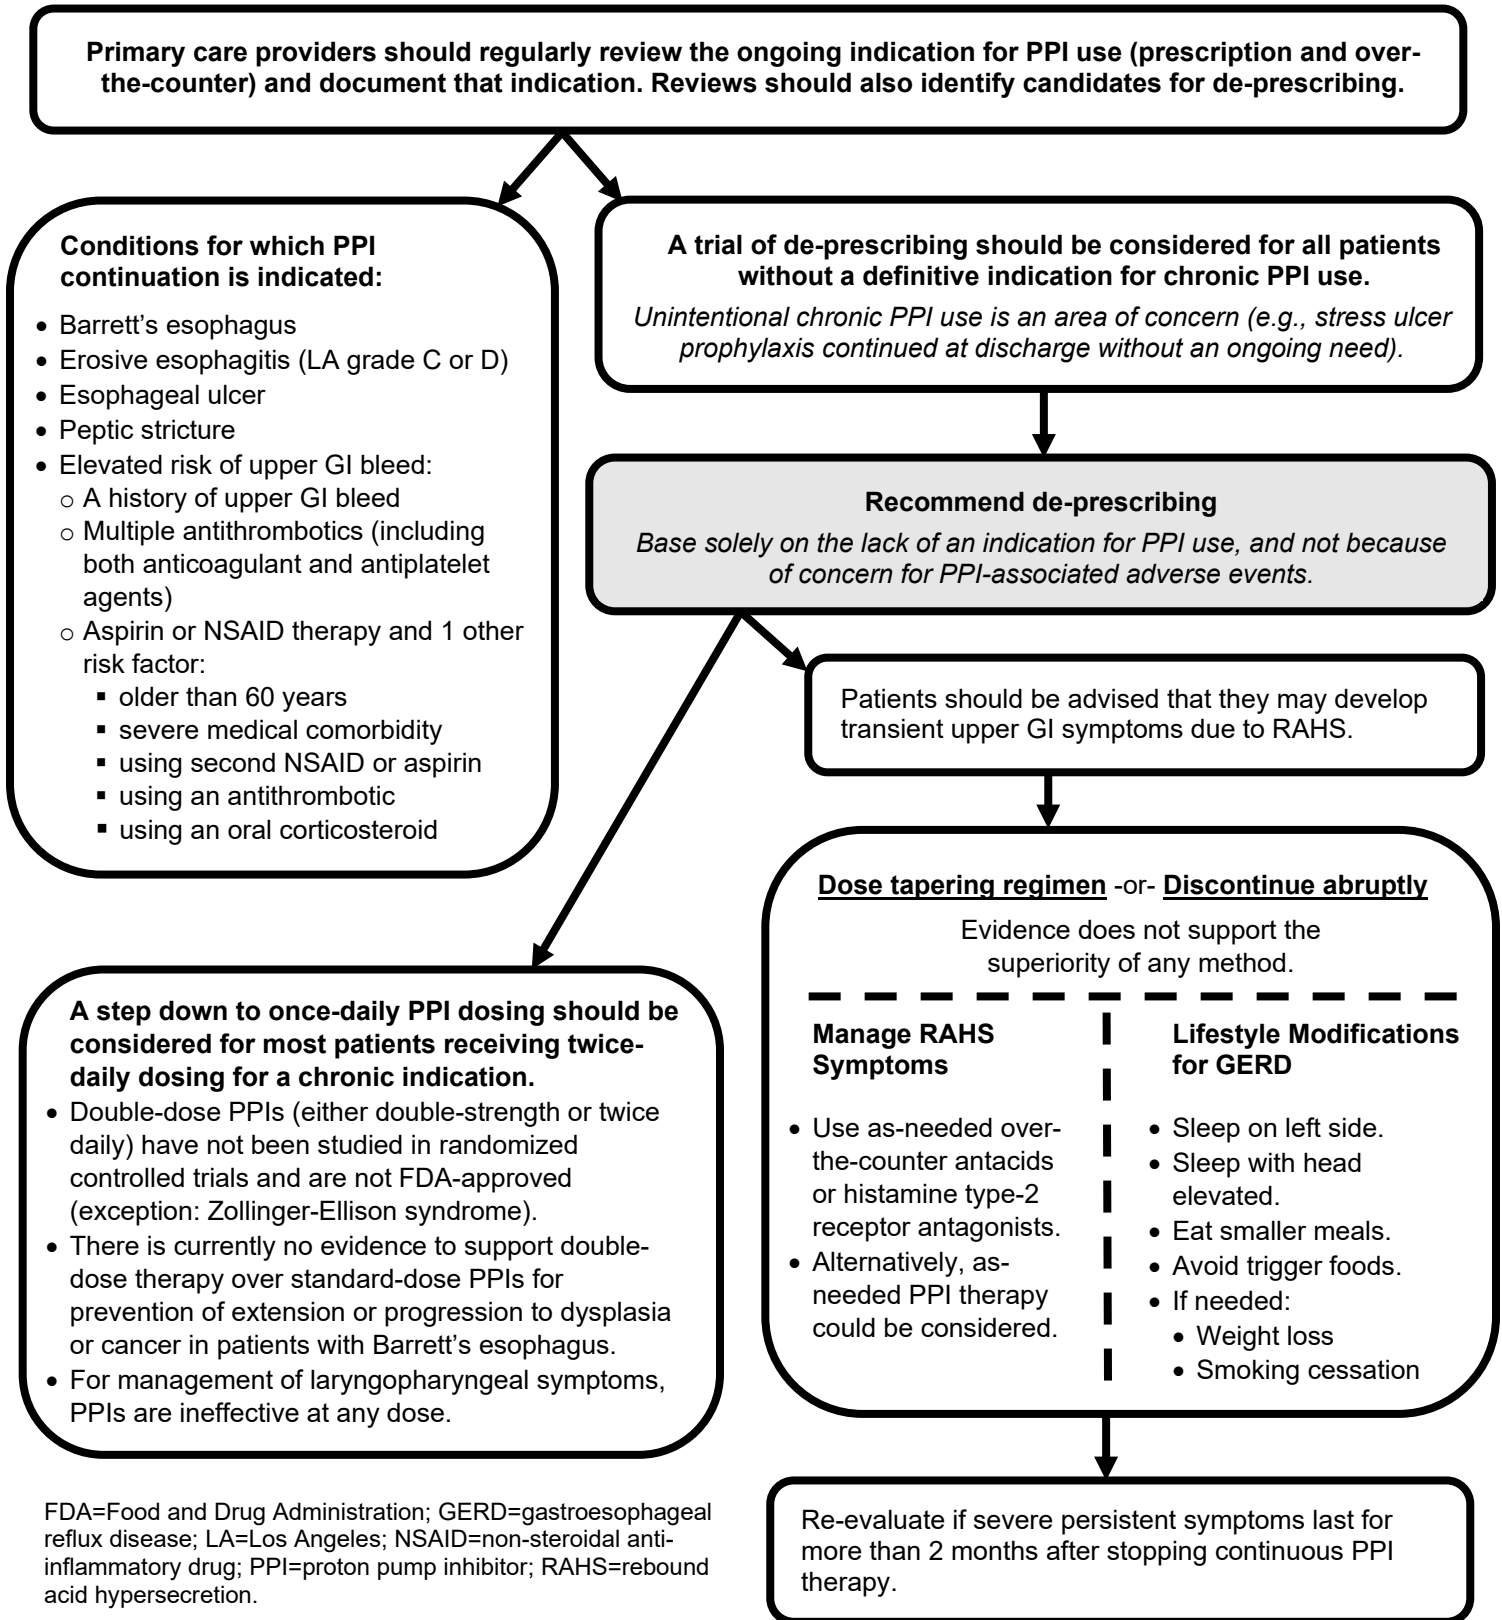 Primary care providers should regularly review the ongoing indication for PPI use (prescription and over-
the-counter) and document that indication. Reviews should also identify candidates for de-prescribing.
Conditions for which PPI
continuation is indicated:
• Barrett’s esophagus
• Erosive esophagitis (LA grade C or D)
• Esophageal ulcer
• Peptic stricture
• Elevated risk of upper GI bleed:
o A history of upper GI bleed
o Multiple antithrombotics (including
both anticoagulant and antiplatelet
agents)
o Aspirin or NSAID therapy and 1 other
risk factor:
▪ older than 60 years
▪ severe medical comorbidity
▪ using second NSAID or aspirin
▪ using an antithrombotic
▪ using an oral corticosteroid
A trial of de-prescribing should be considered for all patients
without a definitive indication for chronic PPI use.
Unintentional chronic PPI use is an area of concern (e.g., stress ulcer
prophylaxis continued at discharge without an ongoing need).
Recommend de-prescribing
Base solely on the lack of an indication for PPI use, and not because
of concern for PPI-associated adverse events.
Patients should be advised that they may develop
transient upper GI symptoms due to RAHS.
Dose tapering regimen -or- Discontinue abruptly
Evidence does not support the
superiority of any method.
Manage RAHS
Symptoms
• Use as-needed over-
the-counter antacids
or histamine type-2
receptor antagonists.
• Alternatively, as-
needed PPI therapy
could be considered.
Lifestyle Modifications
for GERD
• Sleep on left side.
• Sleep with head
elevated.
• Eat smaller meals.
• Avoid trigger foods.
• If needed:
• Weight loss
• Smoking cessation
A step down to once-daily PPI dosing should be
considered for most patients receiving twice-
daily dosing for a chronic indication.
• Double-dose PPIs (either double-strength or twice
daily) have not been studied in randomized
controlled trials and are not FDA-approved
(exception: Zollinger-Ellison syndrome).
• There is currently no evidence to support double-
dose therapy over standard-dose PPIs for
prevention of extension or progression to dysplasia
or cancer in patients with Barrett’s esophagus.
• For management of laryngopharyngeal symptoms,
PPIs are ineffective at any dose.
Re-evaluate if severe persistent symptoms last for
more than 2 months after stopping continuous PPI
therapy.
FDA=Food and Drug Administration; GERD=gastroesophageal
reflux disease; LA=Los Angeles; NSAID=non-steroidal anti-
inflammatory drug; PPI=proton pump inhibitor; RAHS=rebound
acid hypersecretion.